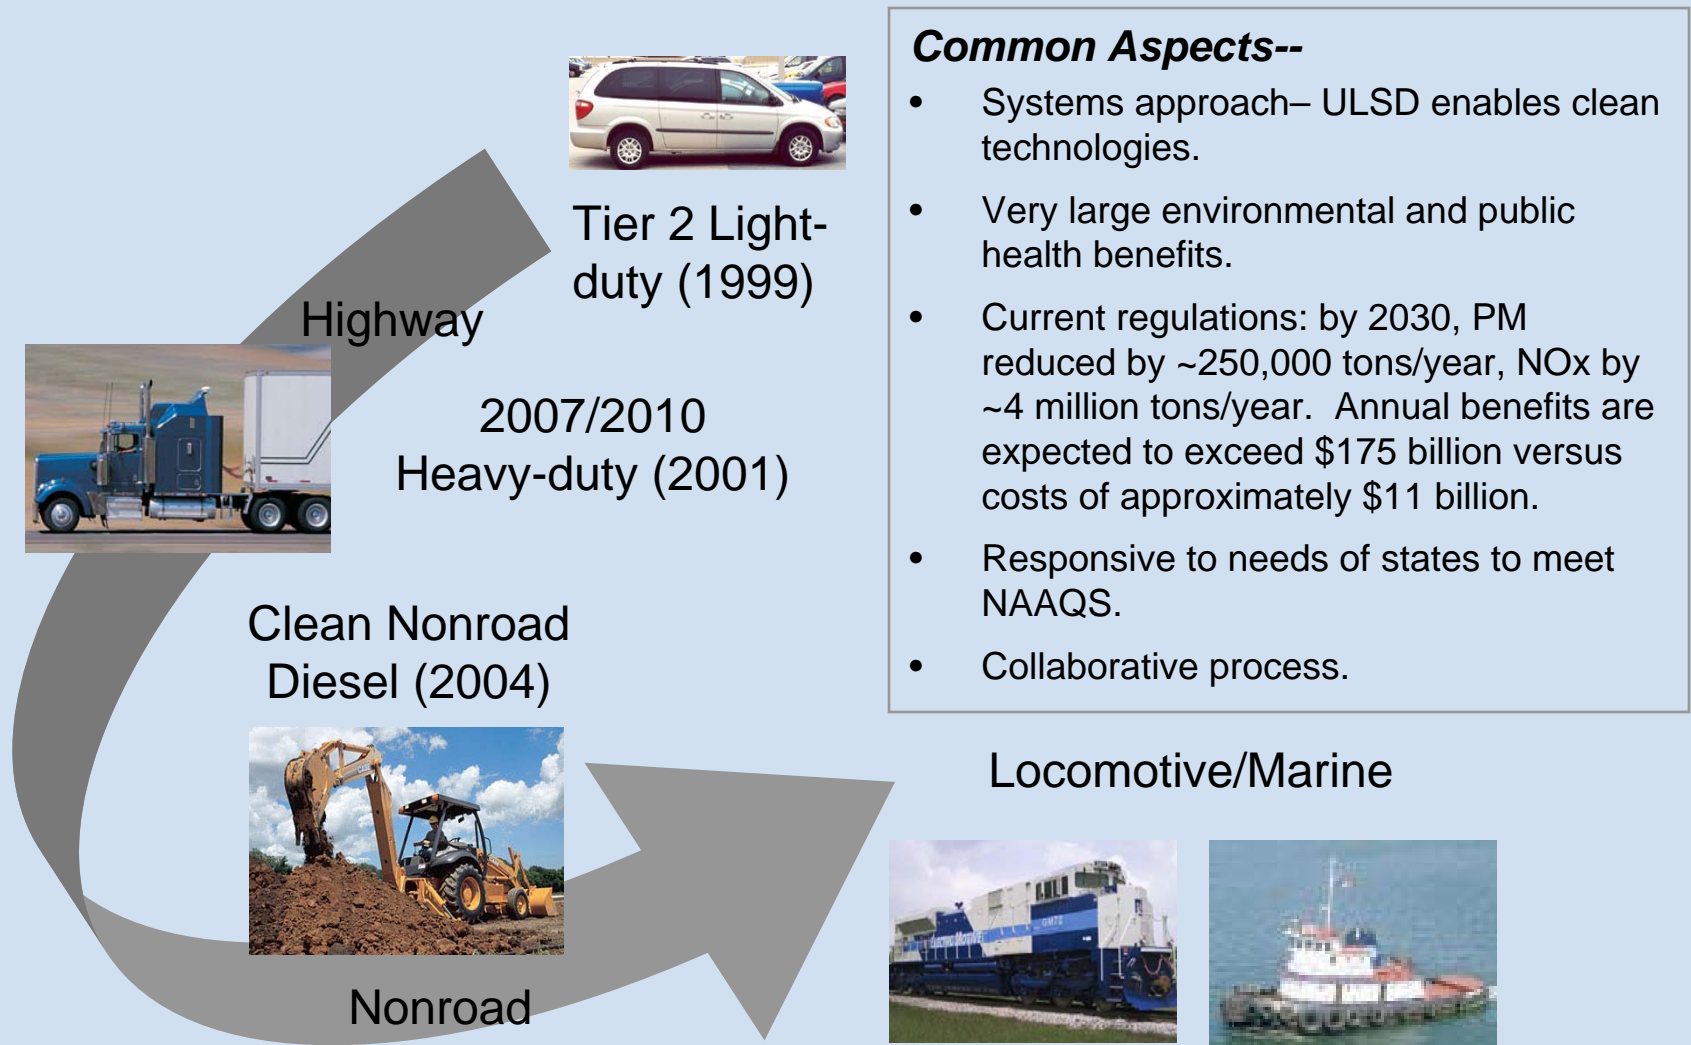 Common Aspects--
• Systems approach– ULSD enables clean
technologies.
• Very large environmental and public
health benefits.
• Current regulations: by 2030, PM
reduced by ~250,000 tons/year, NOx by
~4 million tons/year. Annual benefits are
expected to exceed $175 billion versus
costs of approximately $11 billion.
• Responsive to needs of states to meet
NAAQS.
• Collaborative process.
Tier 2 Light-
duty (1999)
Highway
2007/2010
Heavy-duty (2001)
Clean Nonroad
Diesel (2004)
Nonroad
Locomotive/Marine
ELECTRO-MOTIVE
GM72